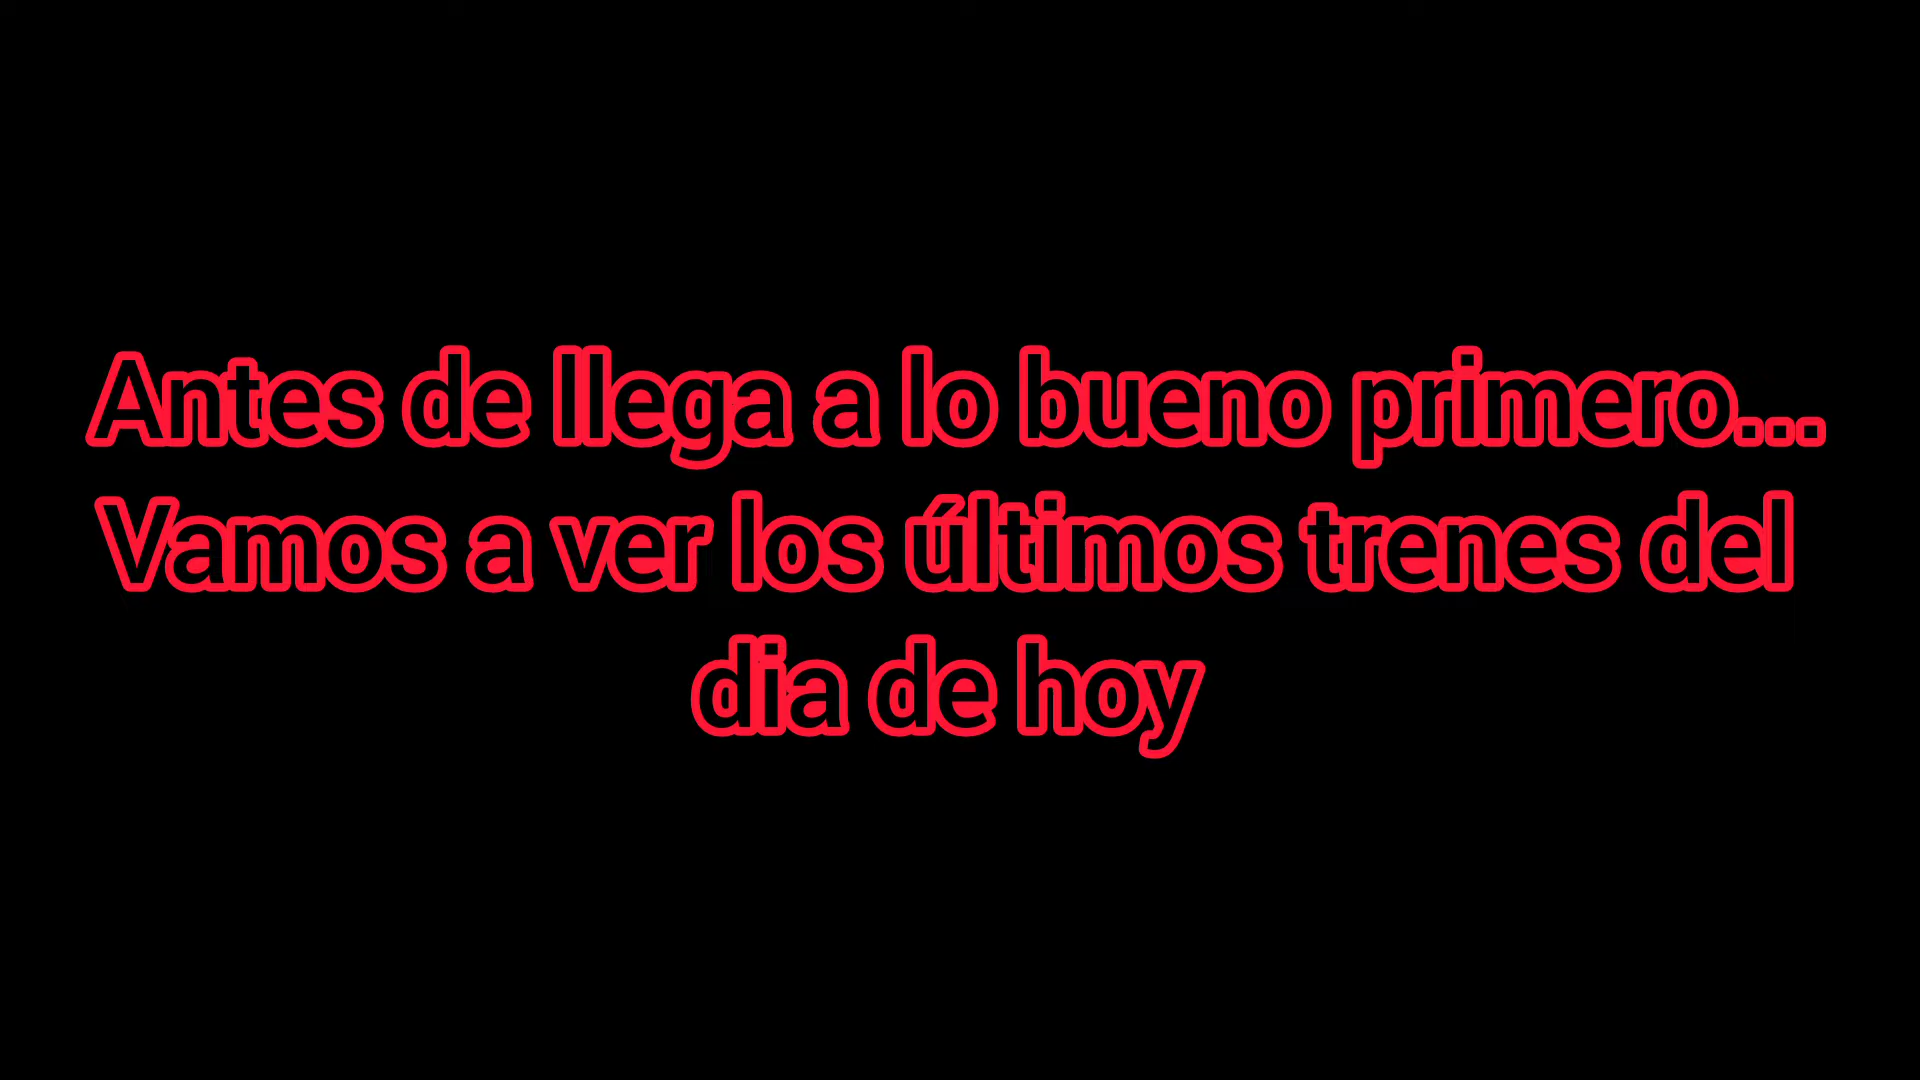 Antes de llega a lo bueno primero...
Vamos a ver los últimos trenes del
dia de hoy